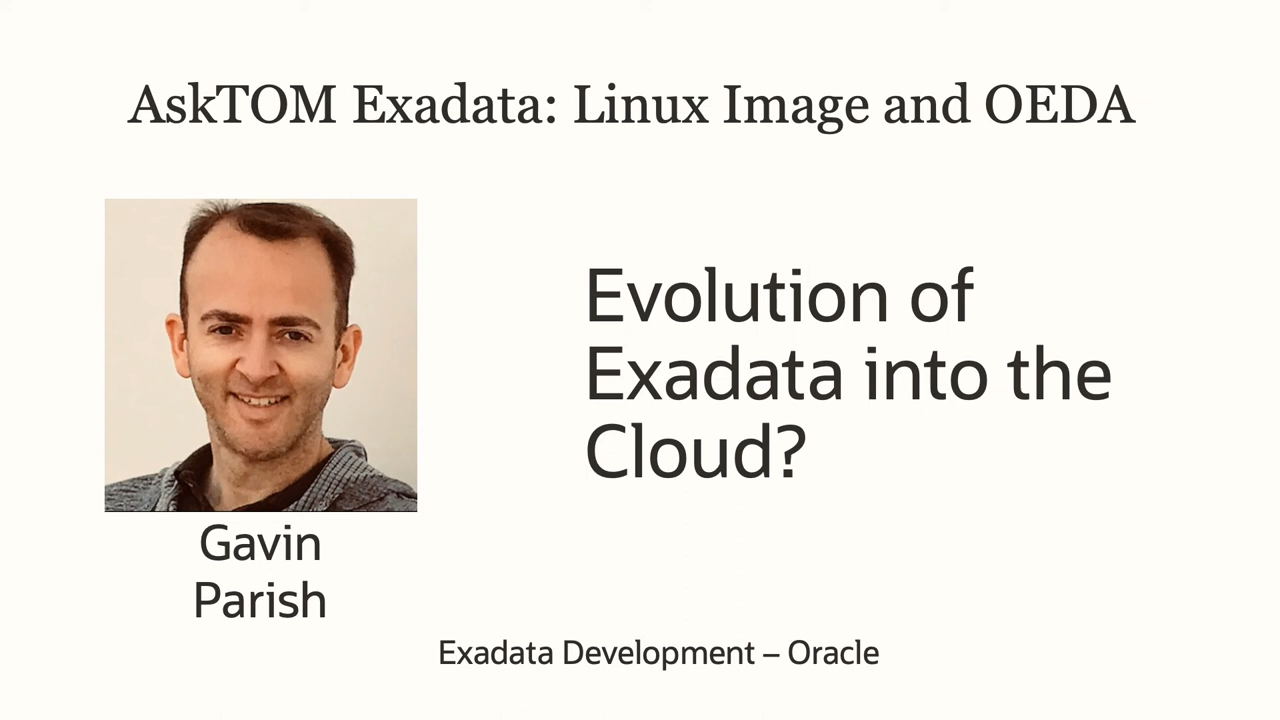 AskTOM Exadata: Linux Image and OEDA
Evolution of
Exadata into the
Cloud?
Gavin
Parish
Exadata Development – Oracle